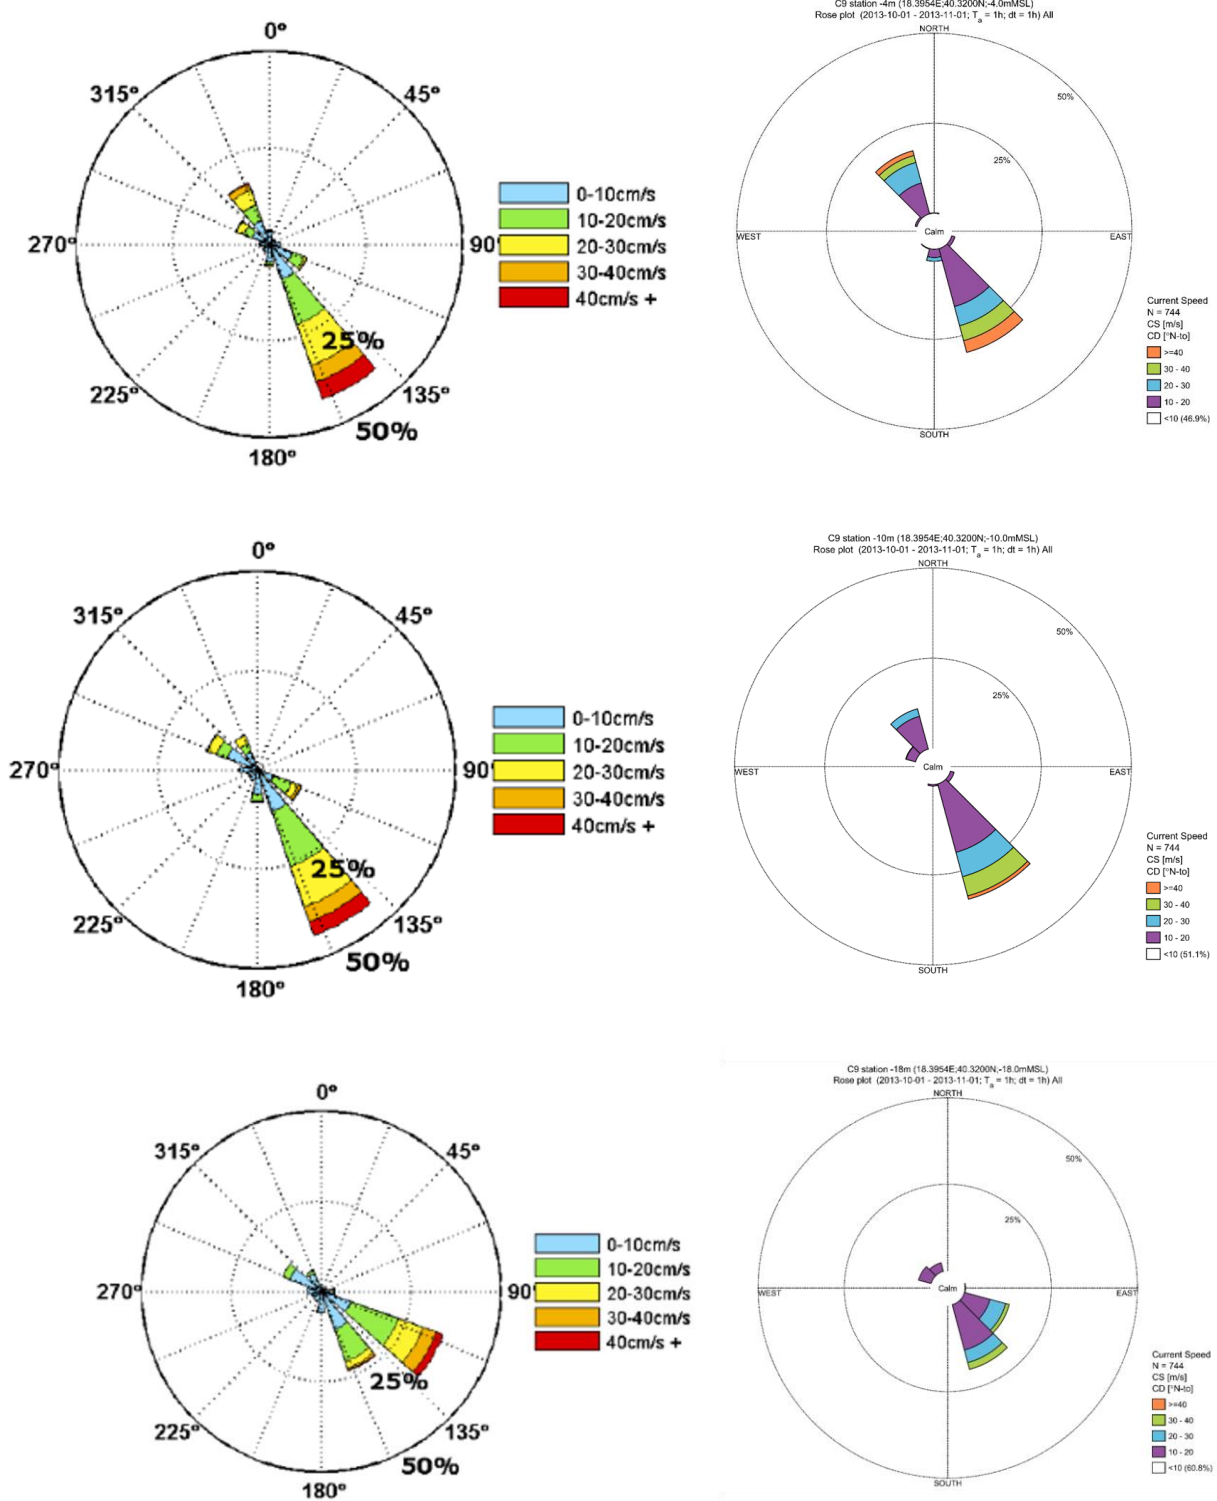 0°
315°
45°
270°
90°
225°
135°
180°
25%
50%
0-10cm/s
10-20cm/s
20-30cm/s
30-40cm/s
40cm/s +
C9 station -4m (18.3954E;40.3200N;-4.0mMSL)
Rose plot (2013-10-01 - 2013-11-01; Ta = 1h; dt = 1h) All
NORTH
50%
25%
WEST
Calm
EAST
SOUTH
Current Speed
N = 744
CS [m/s]
CD [°N-to]
>=40
30 - 40
20 - 30
10 - 20
<10 (46.9%)
0°
315°
45°
270°
90°
225°
135°
180°
25%
50%
0-10cm/s
10-20cm/s
20-30cm/s
30-40cm/s
40cm/s +
C9 station -10m (18.3954E;40.3200N;-10.0mMSL)
Rose plot (2013-10-01 - 2013-11-01; Ta = 1h; dt = 1h) All
NORTH
50%
25%
WEST
Calm
EAST
SOUTH
Current Speed
N = 744
CS [m/s]
CD [°N-to]
>=40
30 - 40
20 - 30
10 - 20
<10 (51.1%)
0°
315°
45°
270°
90°
225°
135°
180°
25%
50%
0-10cm/s
10-20cm/s
20-30cm/s
30-40cm/s
40cm/s +
C9 station -18m (18.3954E;40.3200N;-18.0mMSL)
Rose plot (2013-10-01 - 2013-11-01; Ta = 1h; dt = 1h) All
NORTH
50%
25%
WEST
Calm
EAST
SOUTH
Current Speed
N = 744
CS [m/s]
CD [°N-to]
>=40
30 - 40
20 - 30
10 - 20
<10 (60.8%)